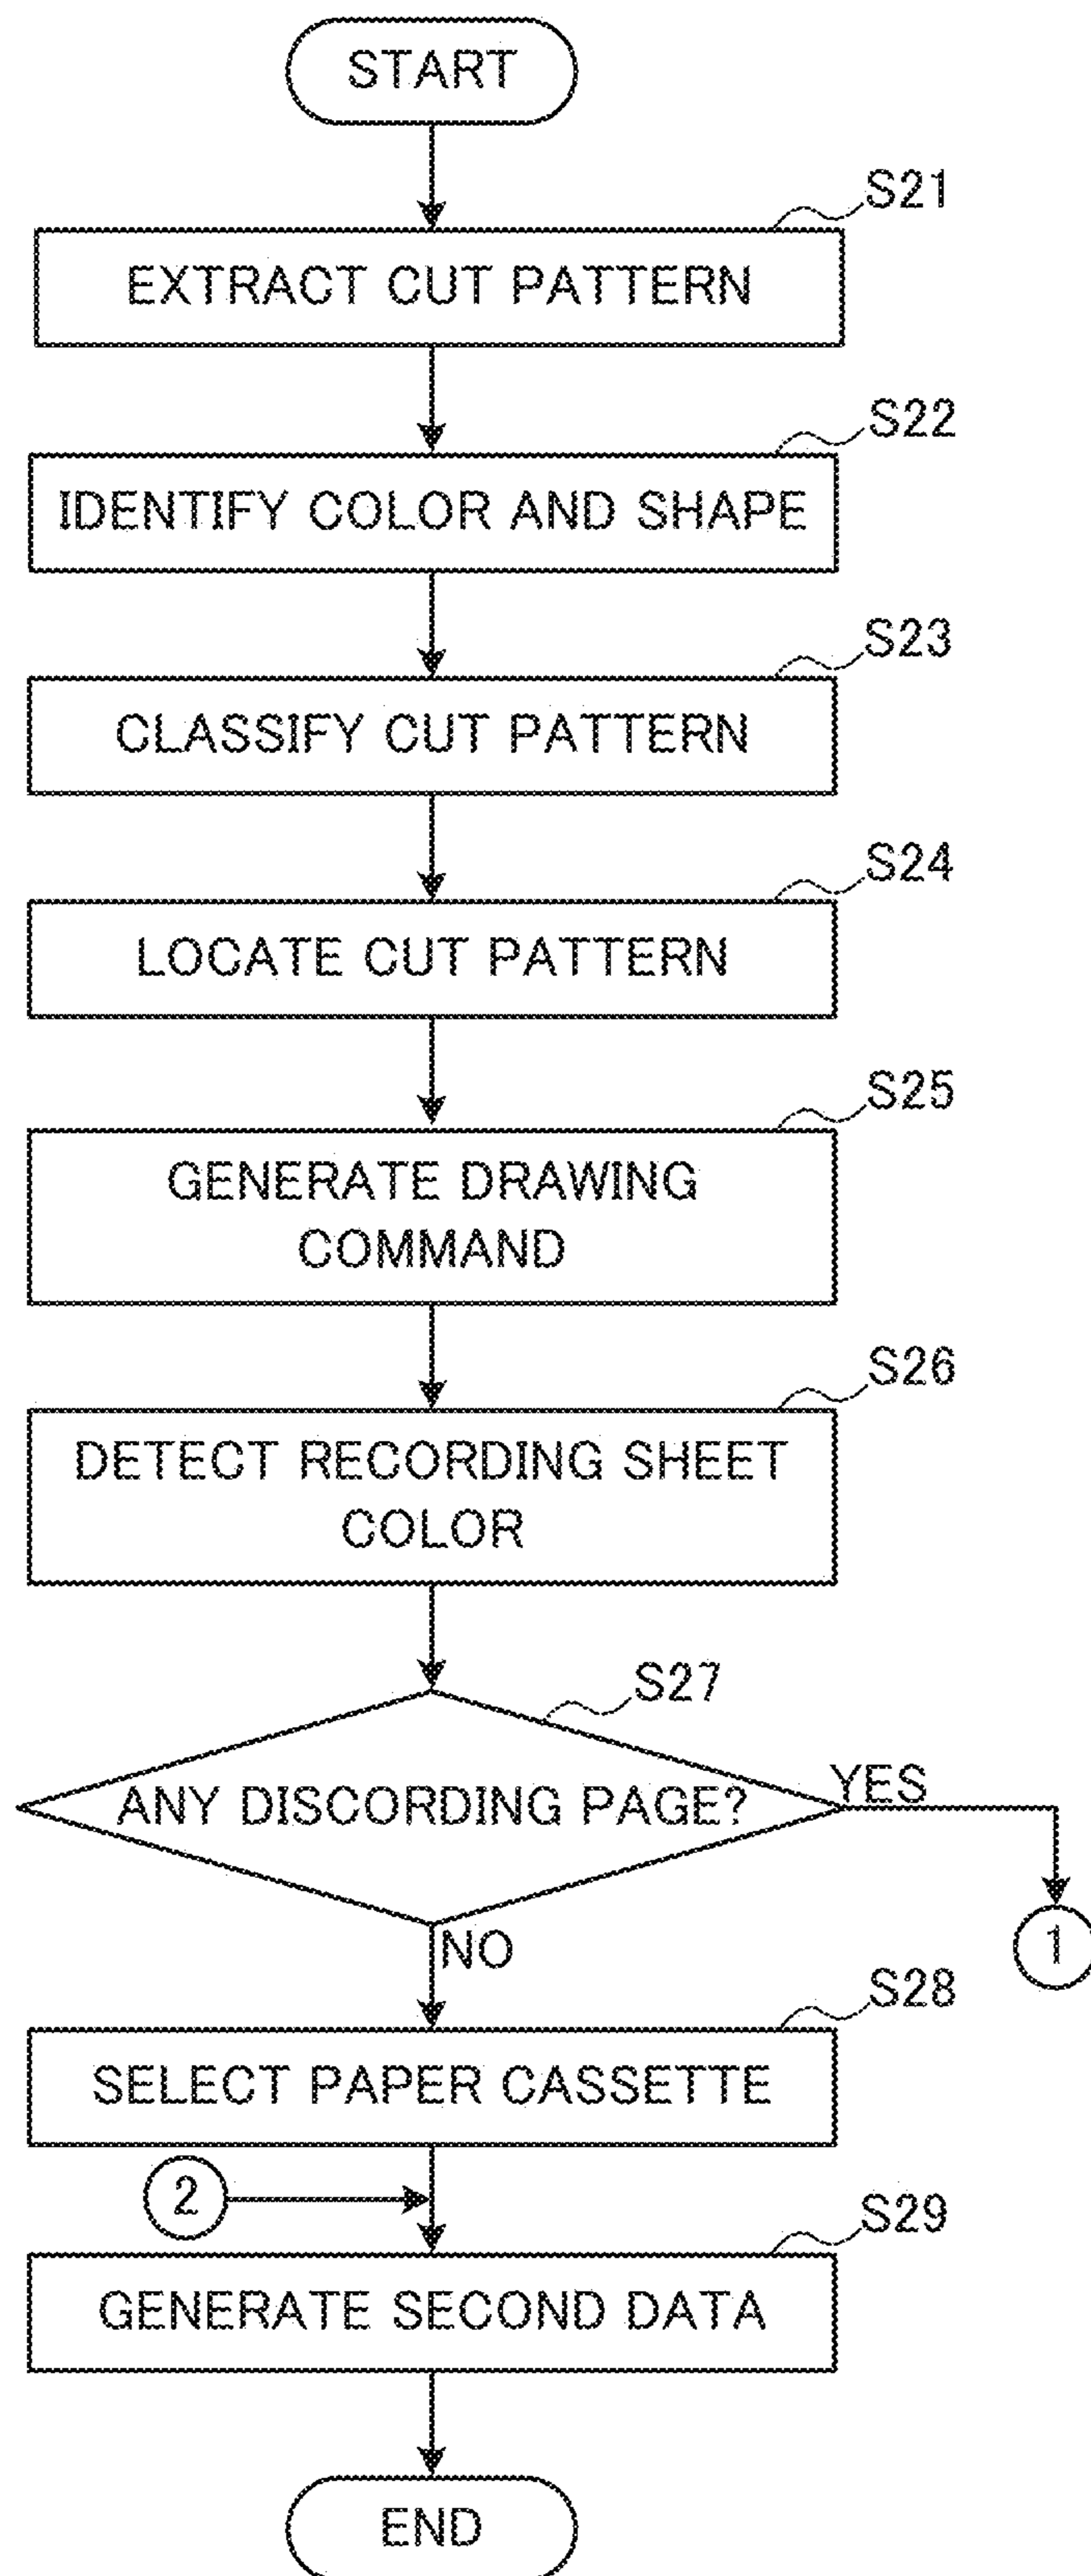 START
S21
EXTRACT CUT PATTERN
S22
IDENTIFY COLOR AND SHAPE
S23
CLASSIFY CUT PATTERN
S24
LOCATE CUT PATTERN
S25
GENERATE DRAWING
COMMAND
S26
DETECT RECORDING SHEET
COLOR
S27
ANY DISCORDING PAGE?
YES
1
NO
S28
SELECT PAPER CASSETTE
2
S29
GENERATE SECOND DATA
END